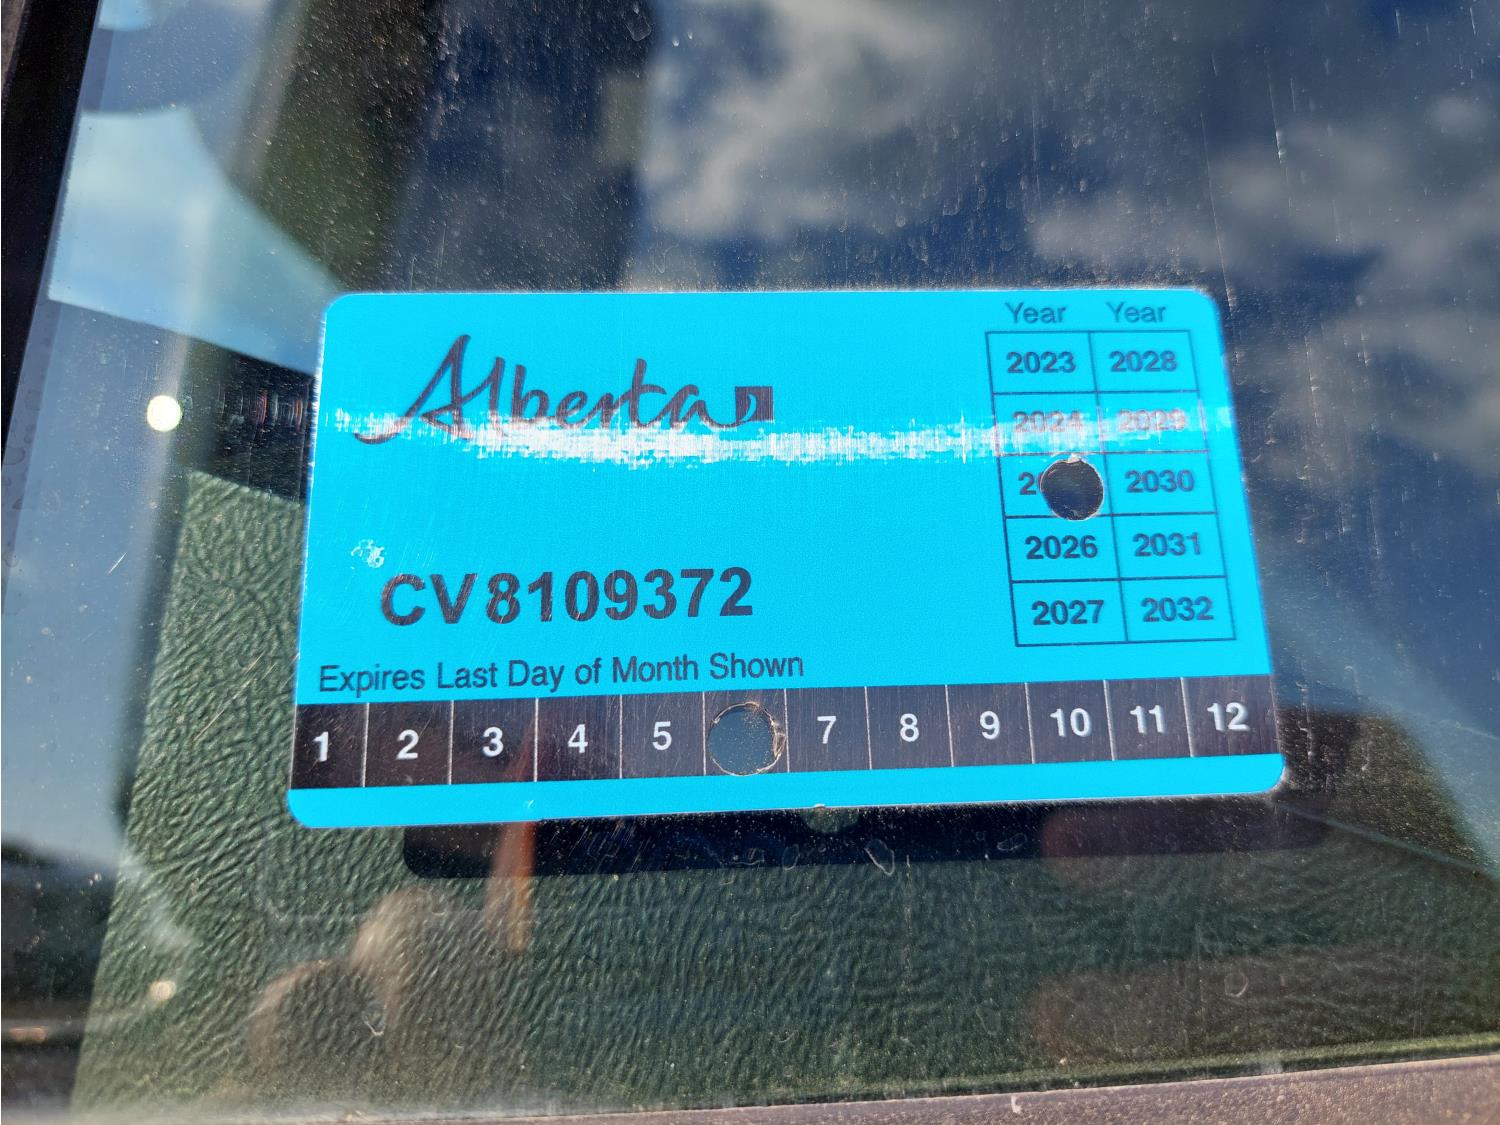 Alberta
Year Year
2023 2028
2024 2029
2030
2026 2031
2027 2032
CV8109372
Expires Last Day of Month Shown
1 2 3 4 5 7 8 9 10 11 12